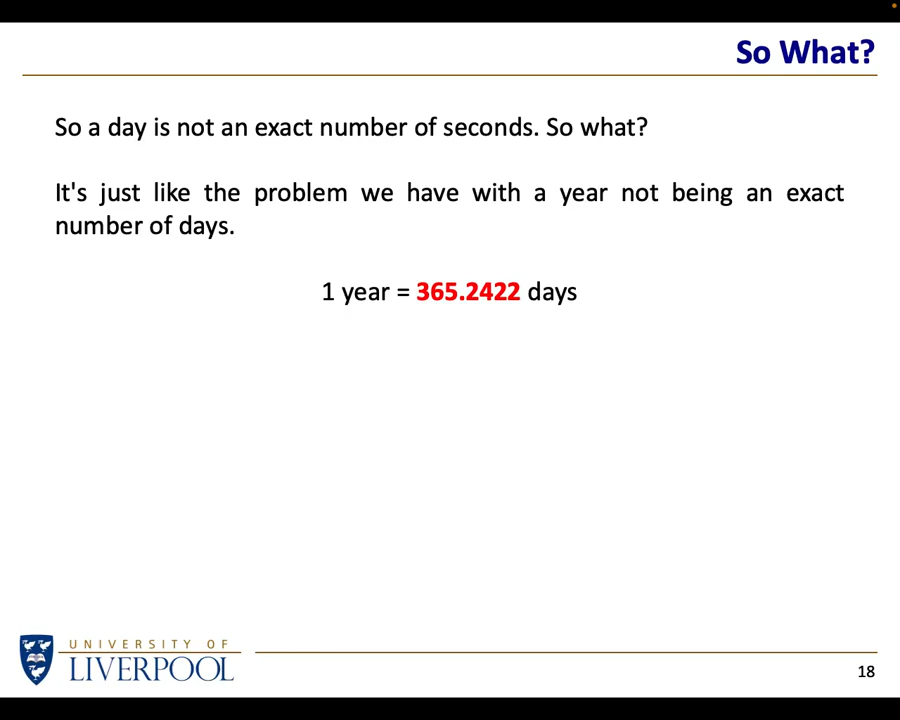 So What?
So a day is not an exact number of seconds. So what?
It's just like the problem we have with a year not being an exact
number of days.
1 year = 365.2422 days
UNIVERSITY OF
LIVERPOOL
18